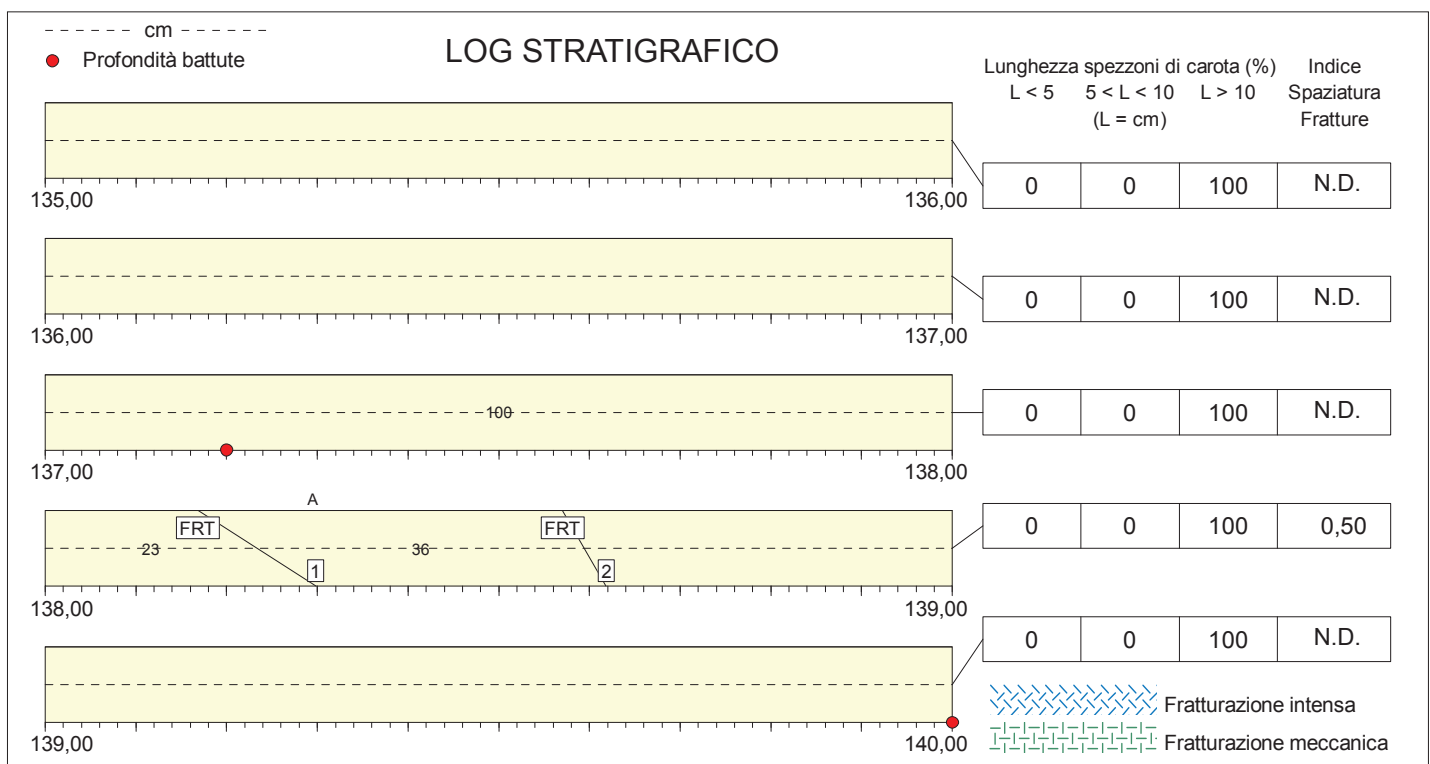 cm
Profondità battute
LOG STRATIGRAFICO
Lunghezza spezzoni di carota (%)
Indice Spaziatura Fratture
L < 5
5 < L < 10
L > 10
(L = cm)
135,00
136,00
0 0 100 N.D.
136,00
137,00
0 0 100 N.D.
100
137,00
138,00
0 0 100 N.D.
A
FRT
FRT
23
36
1
2
138,00
139,00
0 0 100 0,50
139,00
140,00
0 0 100 N.D.
Fratturazione intensa
Fratturazione meccanica